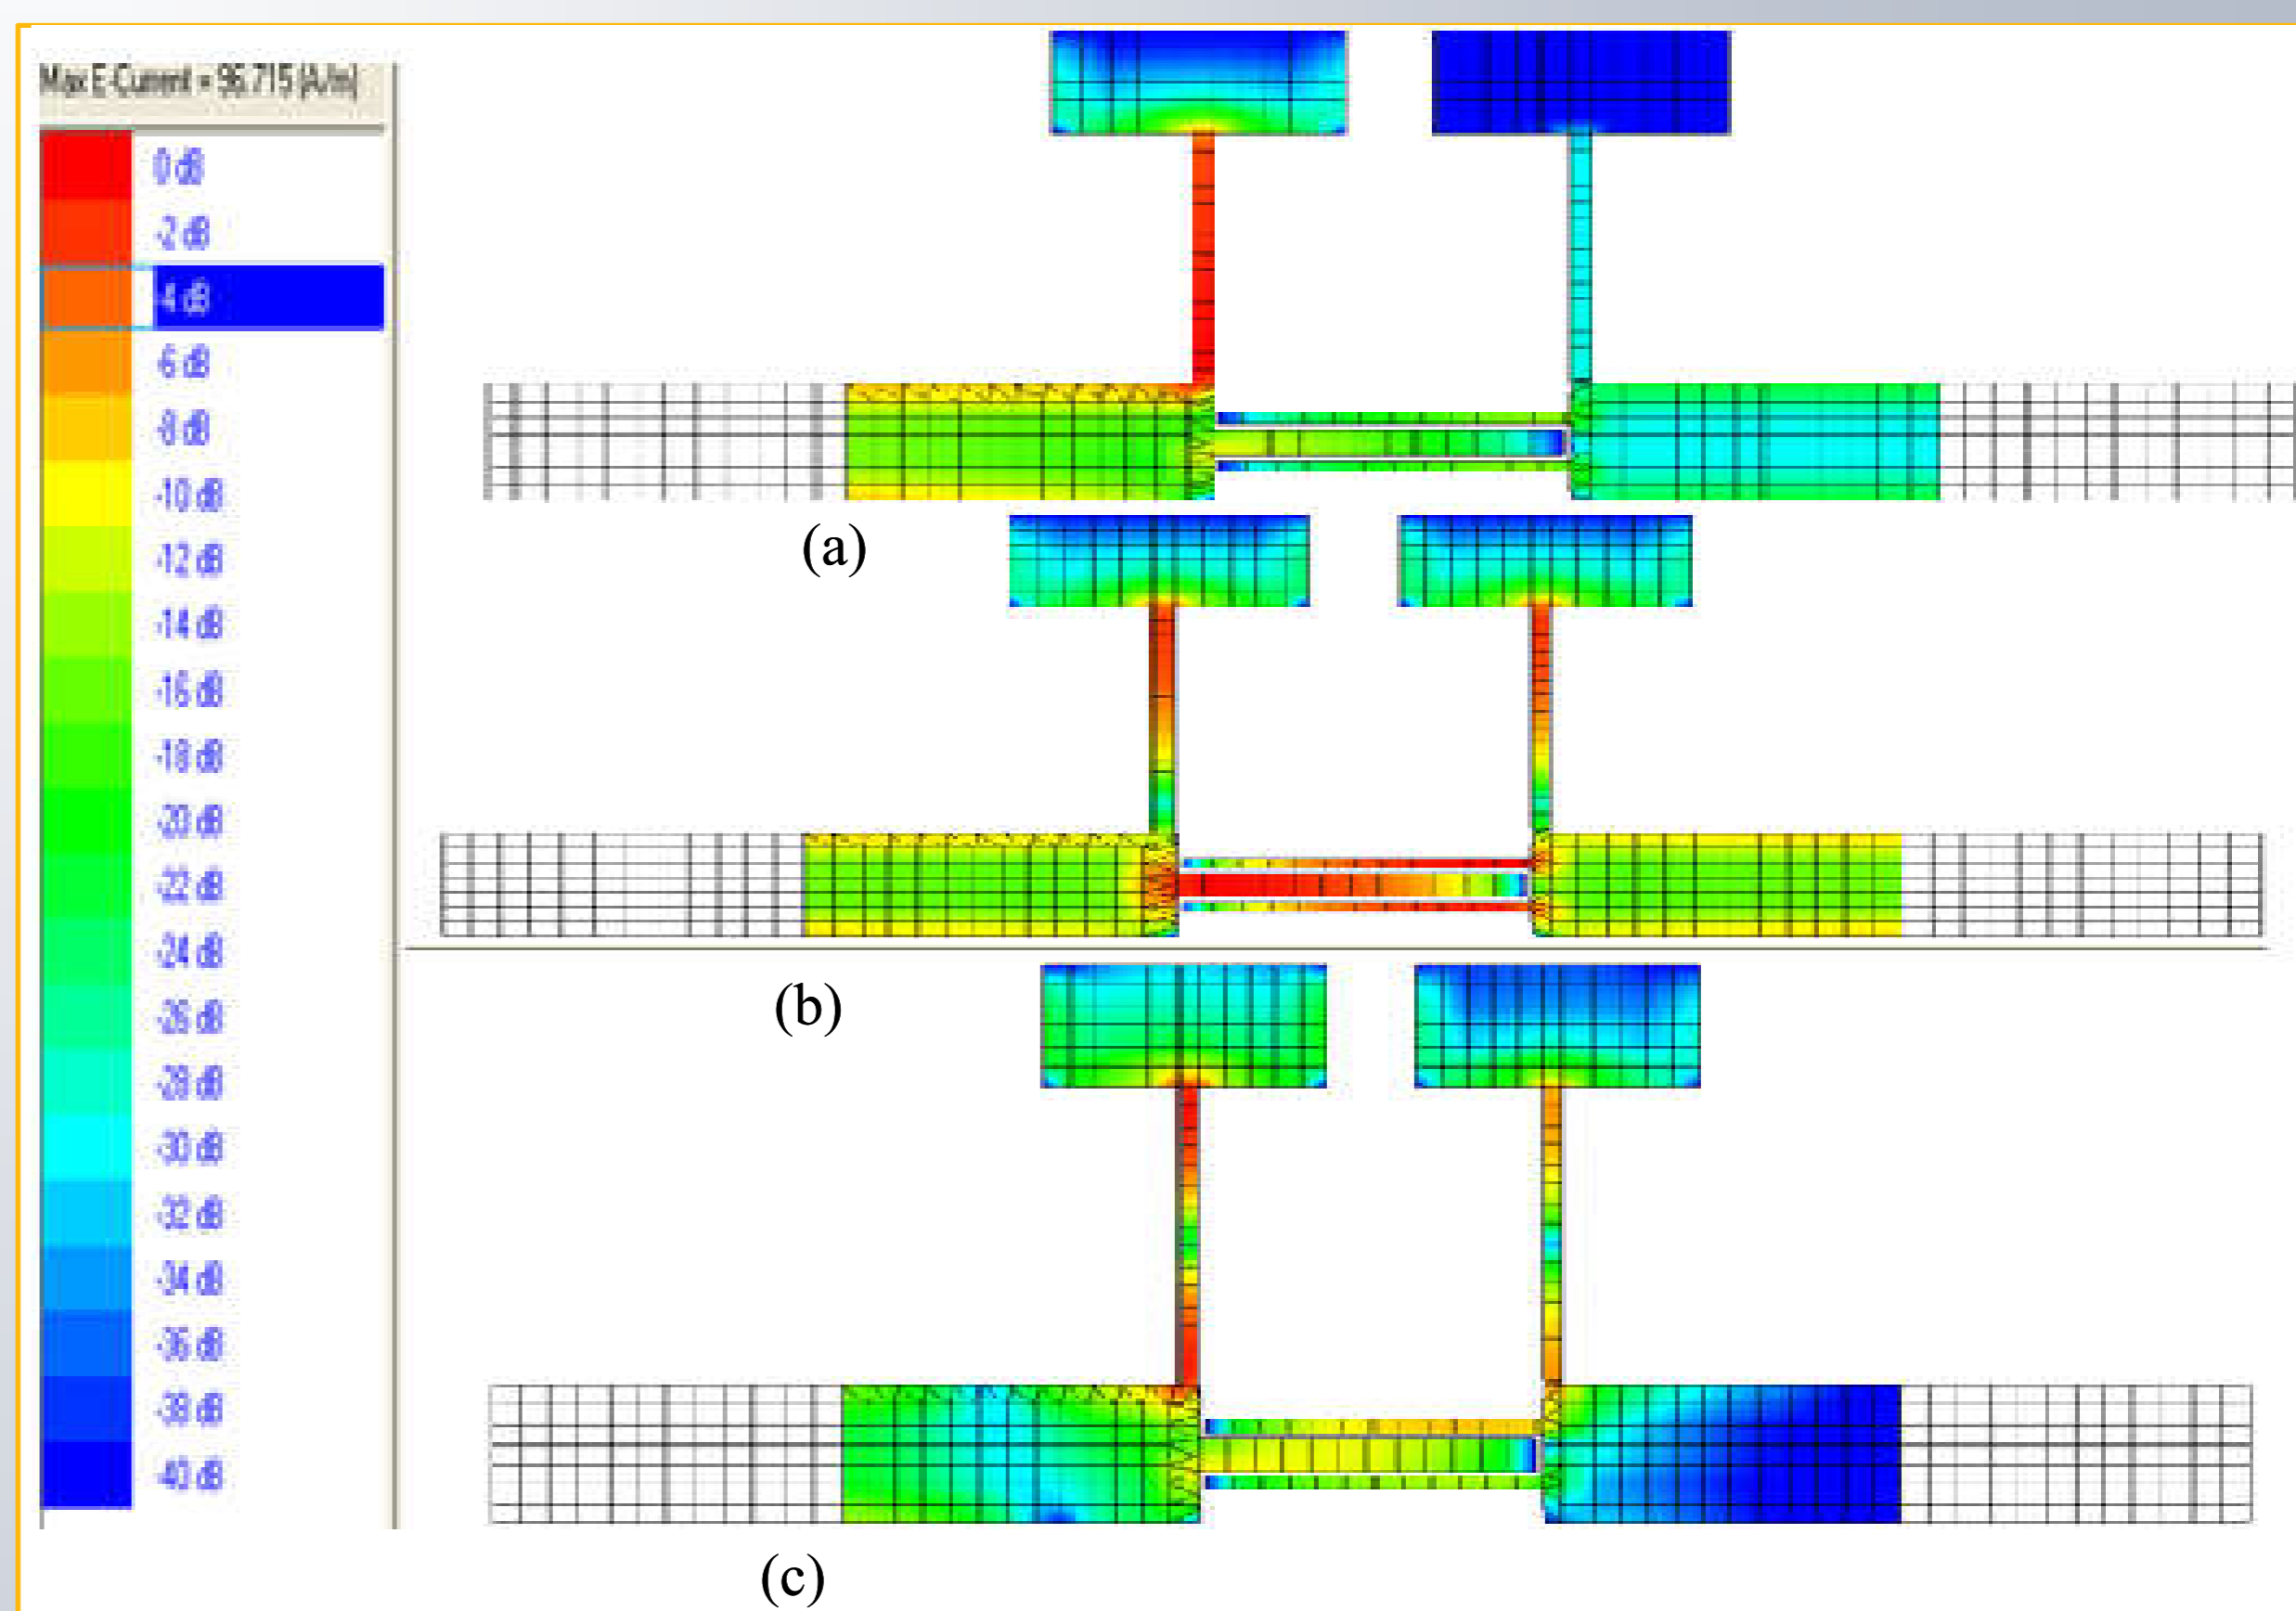 Max E-Current = 96.715 (A/m)
0 dB
-2 dB
-4 dB
-6 dB
-8 dB
-10 dB
-12 dB
-14 dB
-16 dB
-18 dB
-20 dB
-22 dB
-24 dB
-26 dB
-28 dB
-30 dB
-32 dB
-34 dB
-36 dB
-38 dB
-40 dB
(a)
(b)
(c)